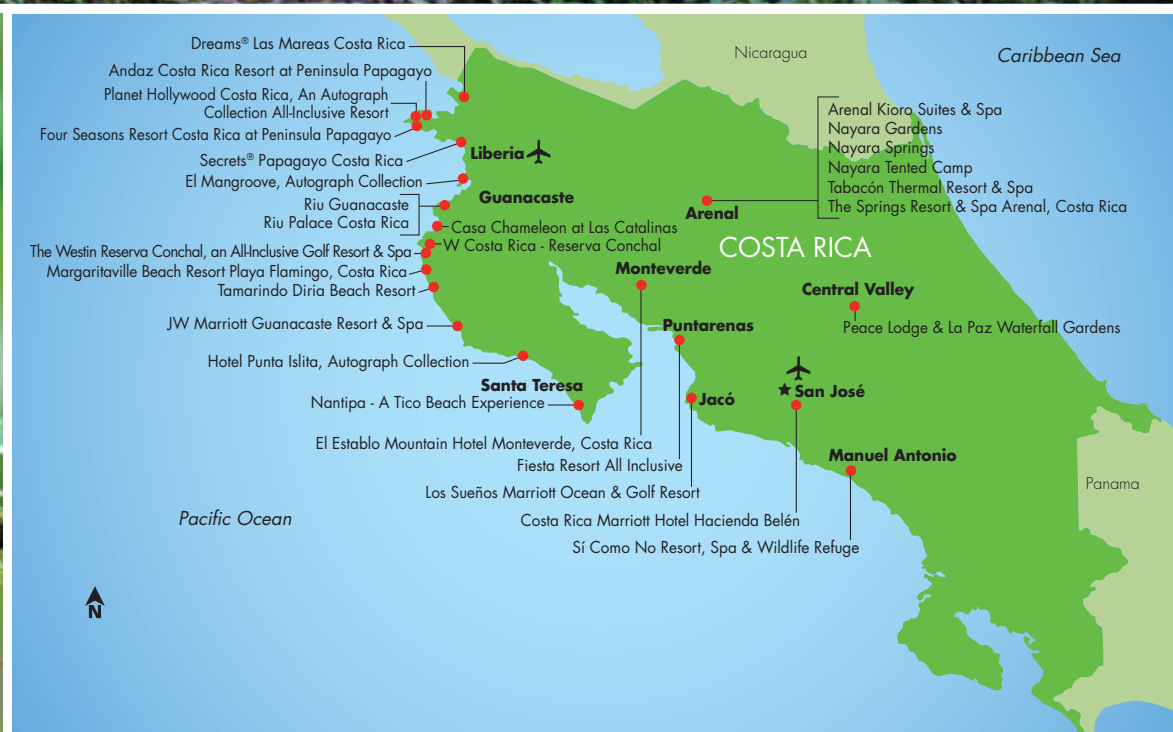 Nicaragua
Caribbean Sea
Dreams® Las Mareas Costa Rica
Andaz Costa Rica Resort at Peninsula Papagayo
Planet Hollywood Costa Rica, An Autograph
Collection All-Inclusive Resort
Four Seasons Resort Costa Rica at Peninsula Papagayo
Secrets® Papagayo Costa Rica
Liberia
El Mangroove, Autograph Collection
Guanacaste
Riu Guanacaste
Riu Palace Costa Rica
Casa Chameleon at Las Catalinas
W Costa Rica - Reserva Conchal
The Westin Reserva Conchal, an All-Inclusive Golf Resort & Spa
Margaritaville Beach Resort Playa Flamingo, Costa Rica
Tamarindo Diria Beach Resort
JW Marriott Guanacaste Resort & Spa
Hotel Punta Islita, Autograph Collection
Santa Teresa
Nantipa - A Tico Beach Experience
Arenal Kioro Suites & Spa
Nayara Gardens
Nayara Springs
Nayara Tented Camp
Tabacón Thermal Resort & Spa
The Springs Resort & Spa Arenal, Costa Rica
Arenal
COSTA RICA
Monteverde
Central Valley
Peace Lodge & La Paz Waterfall Gardens
Puntarenas
San José
Jacó
El Establo Mountain Hotel Monteverde, Costa Rica
Fiesta Resort All Inclusive
Manuel Antonio
Los Sueños Marriott Ocean & Golf Resort
Costa Rica Marriott Hotel Hacienda Belén
Sí Como No Resort, Spa & Wildlife Refuge
Panama
Pacific Ocean
N